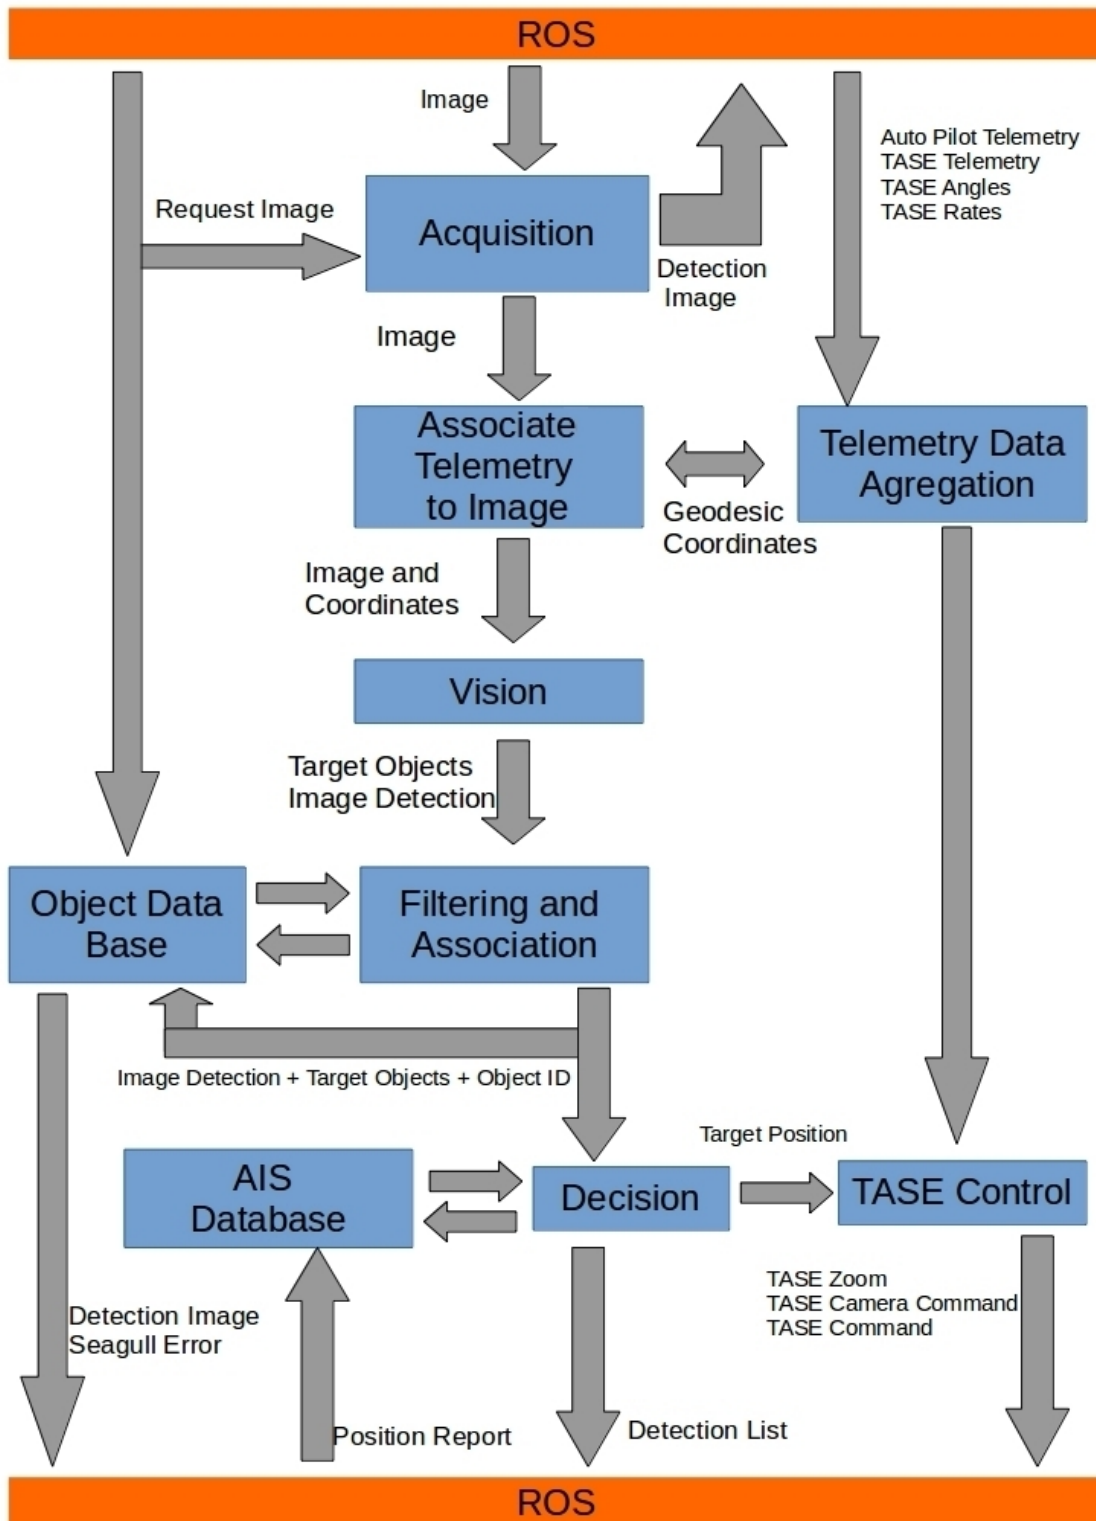 ROS
Image
Auto Pilot Telemetry
TASE Telemetry
TASE Angles
TASE Rates
Request Image
Acquisition
Detection
Image
Image
Associate
Telemetry
to Image
Telemetry Data
Agregation
Geodesic
Coordinates
Image and
Coordinates
Vision
Target Objects
Image Detection
Object Data
Base
Filtering and
Association
Image Detection + Target Objects + Object ID
Target Position
AIS
Database
Decision
TASE Control
TASE Zoom
TASE Camera Command
TASE Command
Detection Image
Seagull Error
Position Report
Detection List
ROS